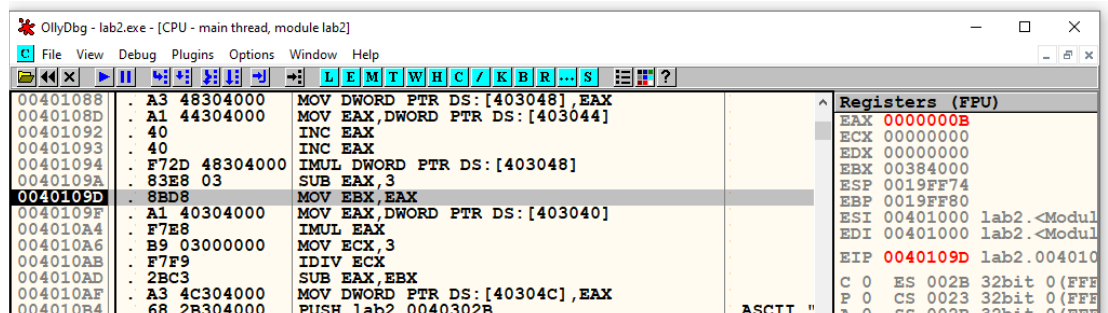 OllyDbg - lab2.exe - [CPU - main thread, module lab2]
C File View Debug Plugins Options Window Help
L E M T W H C / K B R ... S ?
00401088 . A3 48304000 MOV DWORD PTR DS:[403048],EAX
0040108D . A1 44304000 MOV EAX,DWORD PTR DS:[403044]
00401092 . 40 INC EAX
00401093 . 40 INC EAX
00401094 . F72D 48304000 IMUL DWORD PTR DS:[403048]
0040109A . 83E8 03 SUB EAX,3
0040109D . 8BD8 MOV EBX,EAX
0040109F . A1 40304000 MOV EAX,DWORD PTR DS:[403040]
004010A4 . F7E8 IMUL EAX
004010A6 . B9 03000000 MOV ECX,3
004010AB . F7F9 IDIV ECX
004010AD . 2BC3 SUB EAX,EBX
004010AF . A3 4C304000 MOV DWORD PTR DS:[40304C],EAX
004010B4 . 68 2B304000 PUSH lab2.0040302B ASCII "
Registers (FPU)
EAX 0000000B
ECX 00000000
EDX 00000000
EBX 00384000
ESP 0019FF74
EBP 0019FF80
ESI 00401000 lab2.<Modul
EDI 00401000 lab2.<Modul
EIP 0040109D lab2.004010
C 0 ES 002B 32bit 0(FFF
P 0 CS 0023 32bit 0(FFF